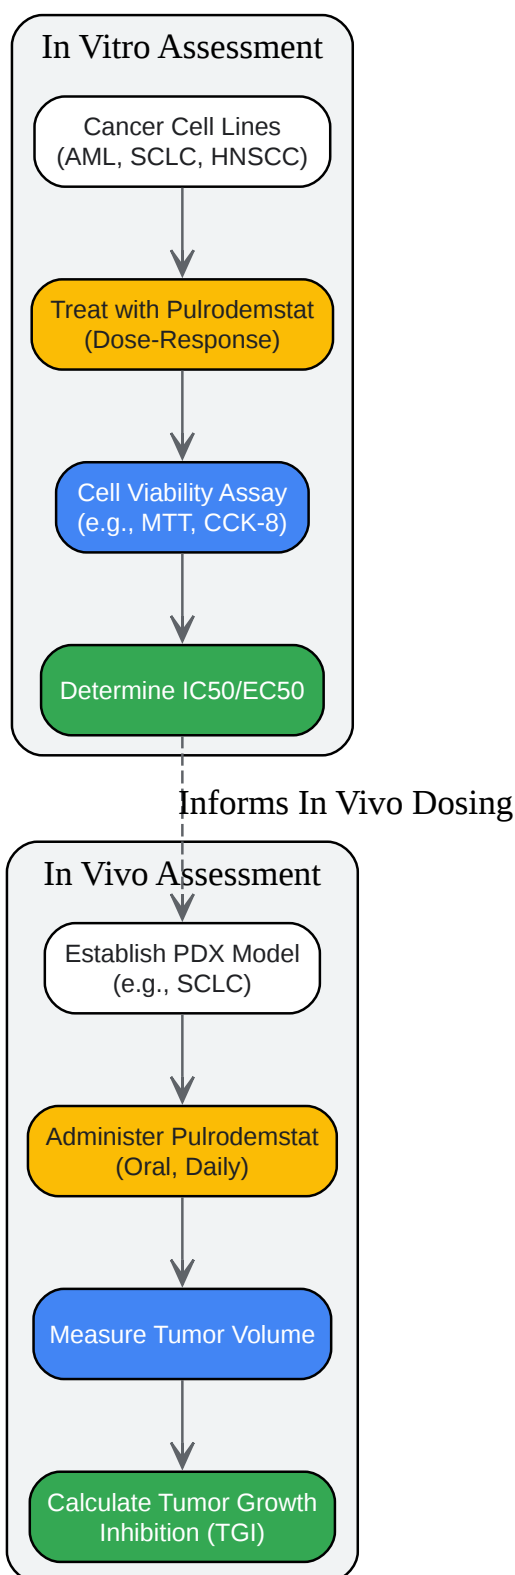 In Vitro Assessment
Cancer Cell Lines
(AML, SCLC, HNSCC)
Treat with Pulrodemstat
(Dose-Response)
Cell Viability Assay
(e.g., MTT, CCK-8)
Determine IC50/EC50
Informs In Vivo Dosing
In Vivo Assessment
Establish PDX Model
(e.g., SCLC)
Administer Pulrodemstat
(Oral, Daily)
Measure Tumor Volume
Calculate Tumor Growth
Inhibition (TGI)